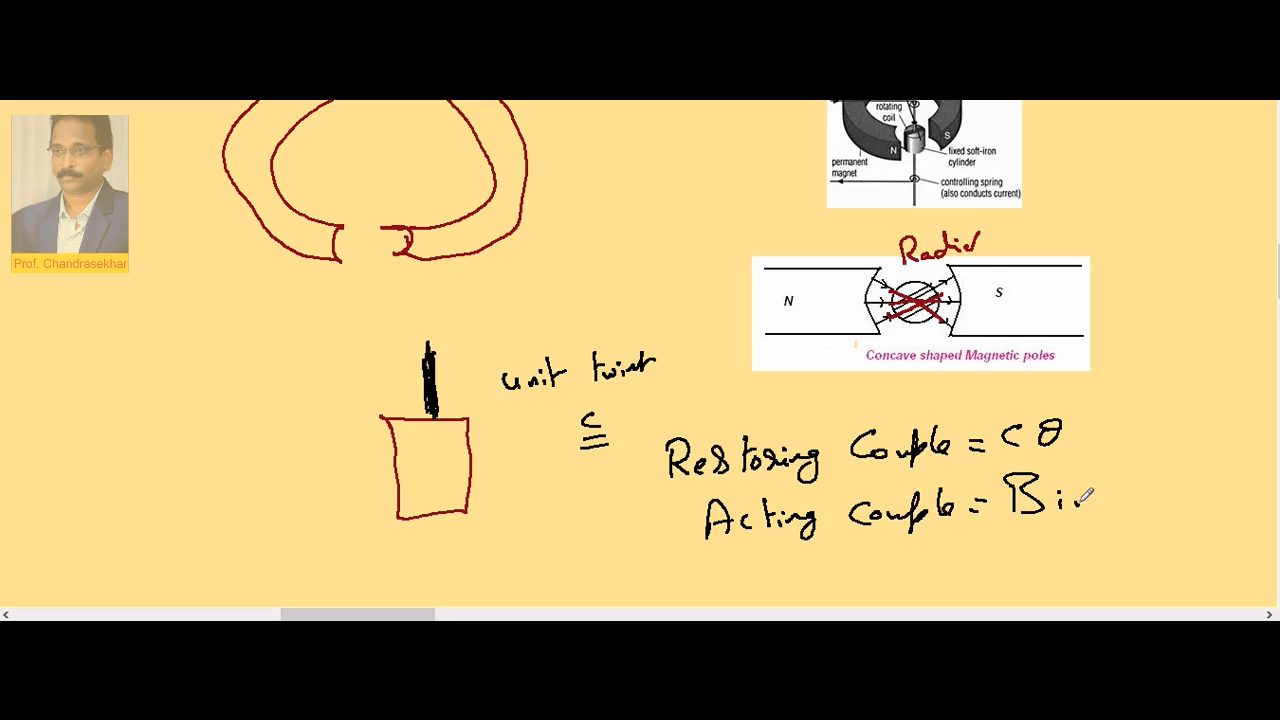 rotating
coil
S
N
fixed soft-iron
cylinder
permanent
magnet
controlling spring
(also conducts current)
Prof. Chandrasekhar
Radial
N
S
Concave shaped Magnetic poles
unit twist
C
Restoring Couple = C θ
Acting couple = B i